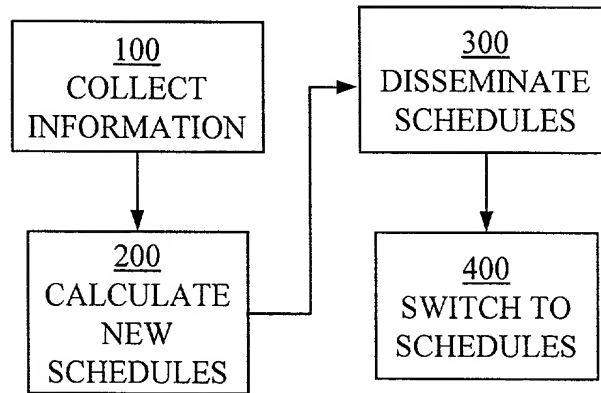 100
COLLECT
INFORMATION
200
CALCULATE
NEW
SCHEDULES
300
DISSEMINATE
SCHEDULES
400
SWITCH TO
SCHEDULES